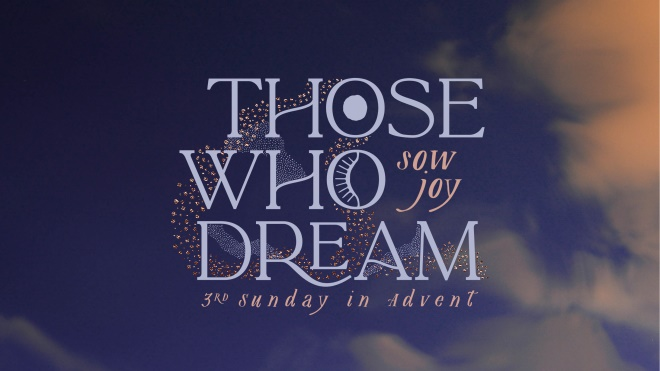 THOSE
WHO sow joy
DREAM
3RD Sunday in Advent